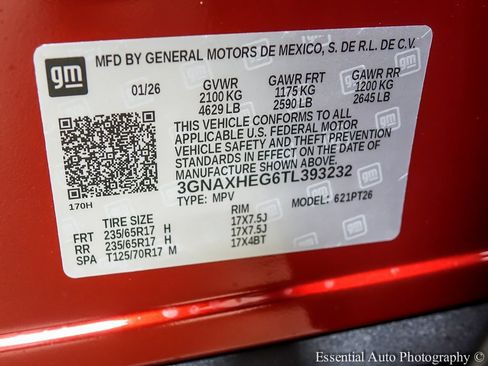 gm MFD BY GENERAL MOTORS DE MEXICO, S. DE R.L. DE C.V.
01/26 GVWR GAWR FRT GAWR RR
2100 KG 1175 KG 1200 KG
4629 LB 2590 LB 2645 LB
THIS VEHICLE CONFORMS TO ALL
APPLICABLE U.S. FEDERAL MOTOR
VEHICLE SAFETY AND THEFT PREVENTION
STANDARDS IN EFFECT ON THE DATE OF
MANUFACTURE SHOWN ABOVE.
3GNAXHEG6TL393232
170H TYPE: MPV MODEL: 621PT26
TIRE SIZE RIM
FRT 235/65R17 H 17X7.5J
RR 235/65R17 H 17X7.5J
SPA T125/70R17 M 17X4BT
Essential Auto Photography ©